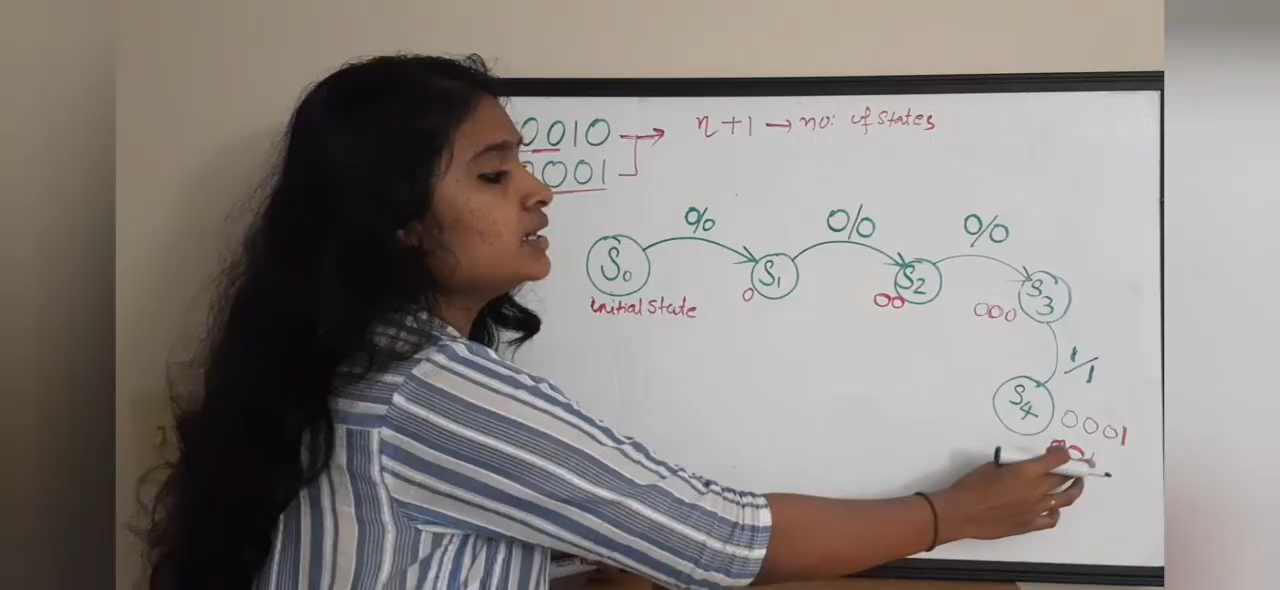 0010 → n+1 → no: of states
0001
0/0 0/0 0/0
S0 S1 S2 S3
initial state 0 00 000
1/1
S4 0001